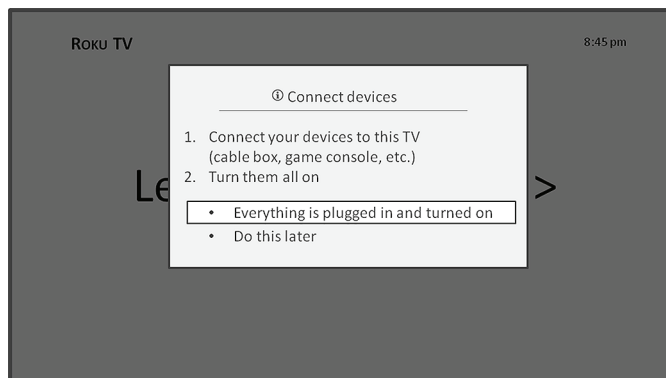 ROKU TV
8:45 pm
ⓘ Connect devices
1. Connect your devices to this TV
(cable box, game console, etc.)
2. Turn them all on
Le >
• Everything is plugged in and turned on
• Do this later